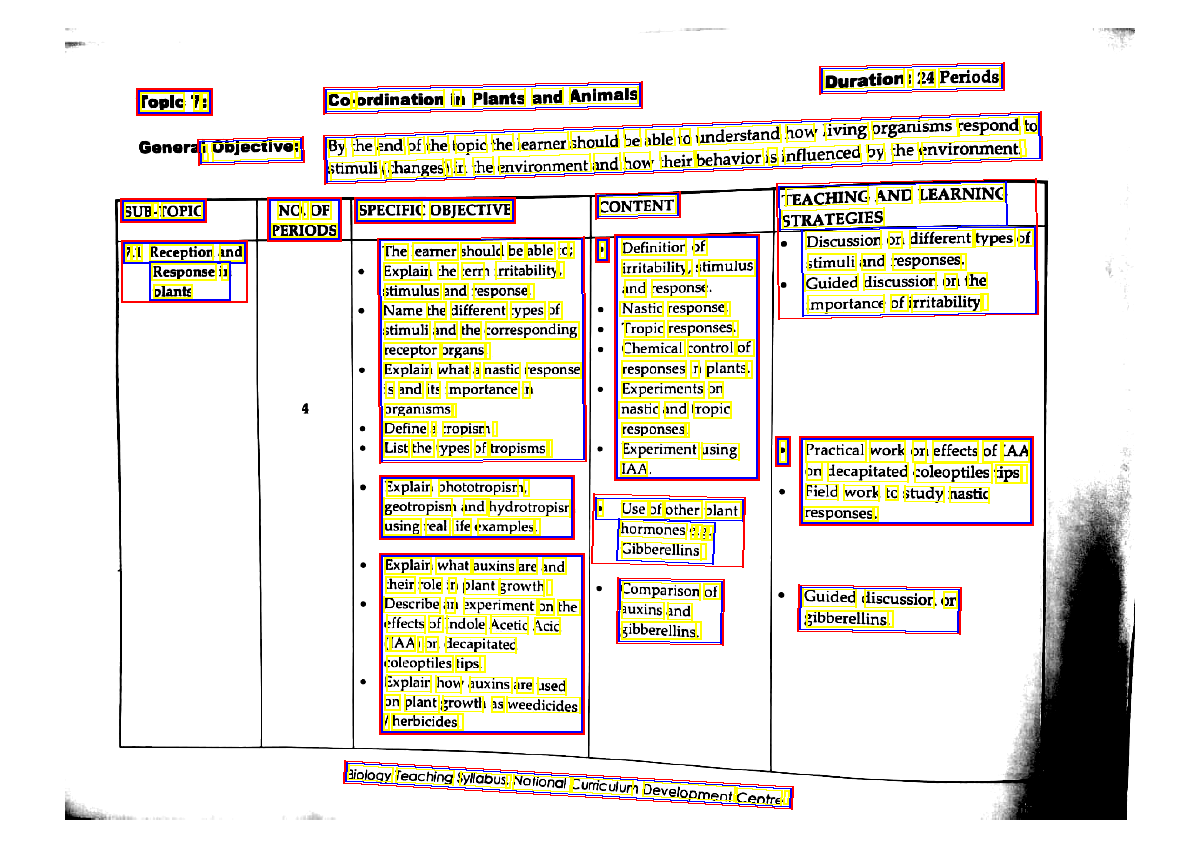 Duration: 24 Periods
Topic 7: Co-ordination in Plants and Animals
General Objective: By the end of the topic the learner should be able to understand how living organisms respond to
stimuli (changes) in the environment and how their behavior is influenced by the environment.
SUB-TOPIC
NO. OF
PERIODS
SPECIFIC OBJECTIVE
CONTENT
TEACHING AND LEARNING
STRATEGIES
7.1 Reception and
Response in
plants
4
The learner should be able to;
• Explain the term irritability,
stimulus and response.
• Name the different types of
stimuli and the corresponding
receptor organs
• Explain what a nastic response
is and its importance in
organisms
• Define a tropism
• List the types of tropisms
• Explain phototropism,
geotropism and hydrotropism
using real life examples.
• Explain what auxins are and
their role in plant growth
• Describe an experiment on the
effects of Indole Acetic Acid
(IAA) on decapitated
coleoptiles tips.
• Explain how auxins are used
on plant growth as weedicides
/ herbicides
• Definition of
irritability, stimulus
and response.
• Nastic response.
• Tropic responses.
• Chemical control of
responses in plants.
• Experiments on
nastic and tropic
responses.
• Experiment using
IAA.
• Use of other plant
hormones e.g.
Gibberellins
• Comparison of
auxins and
gibberellins.
• Discussion on different types of
stimuli and responses.
• Guided discussion on the
importance of irritability
• Practical work on effects of IAA
on decapitated coleoptiles tips
• Field work to study nastic
responses.
• Guided discussion on
gibberellins.
Biology Teaching Syllabus, National Curriculum Development Centre